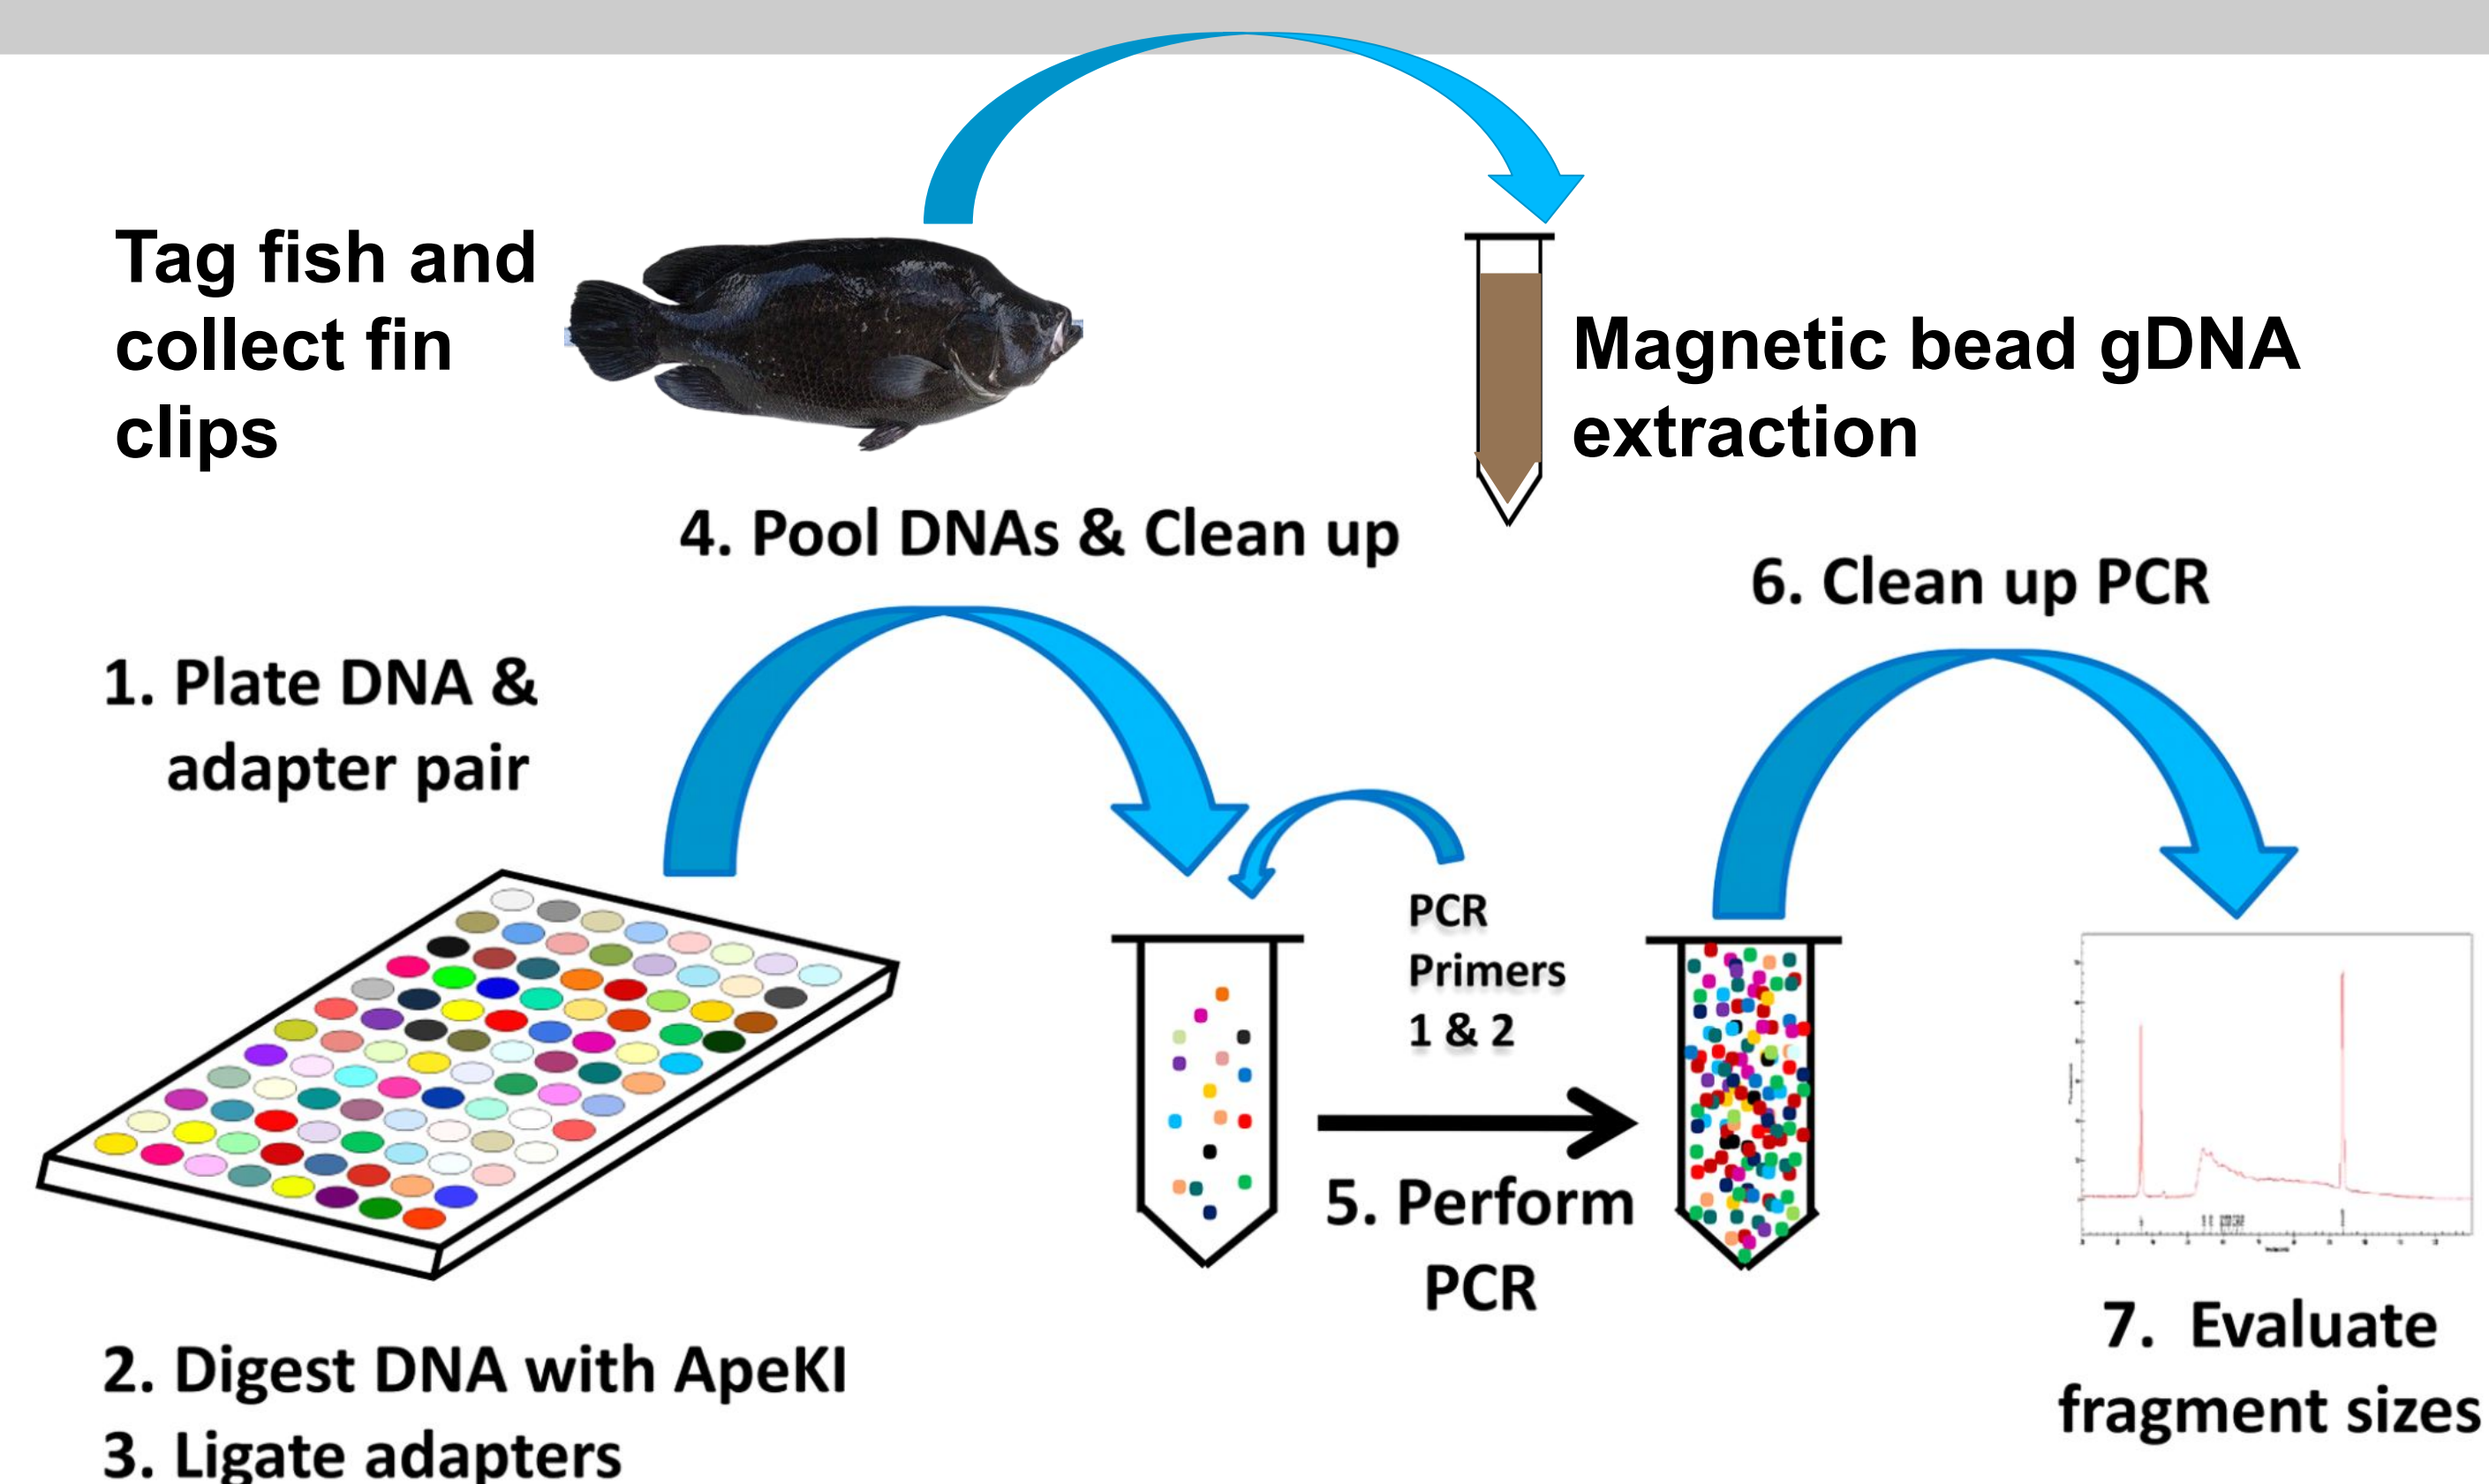 Tag fish and
collect fin
clips
Magnetic bead gDNA
extraction
4. Pool DNAs & Clean up
6. Clean up PCR
1. Plate DNA &
adapter pair
PCR
Primers
1 & 2
5. Perform
PCR
7. Evaluate
fragment sizes
2. Digest DNA with ApeKI
3. Ligate adapters